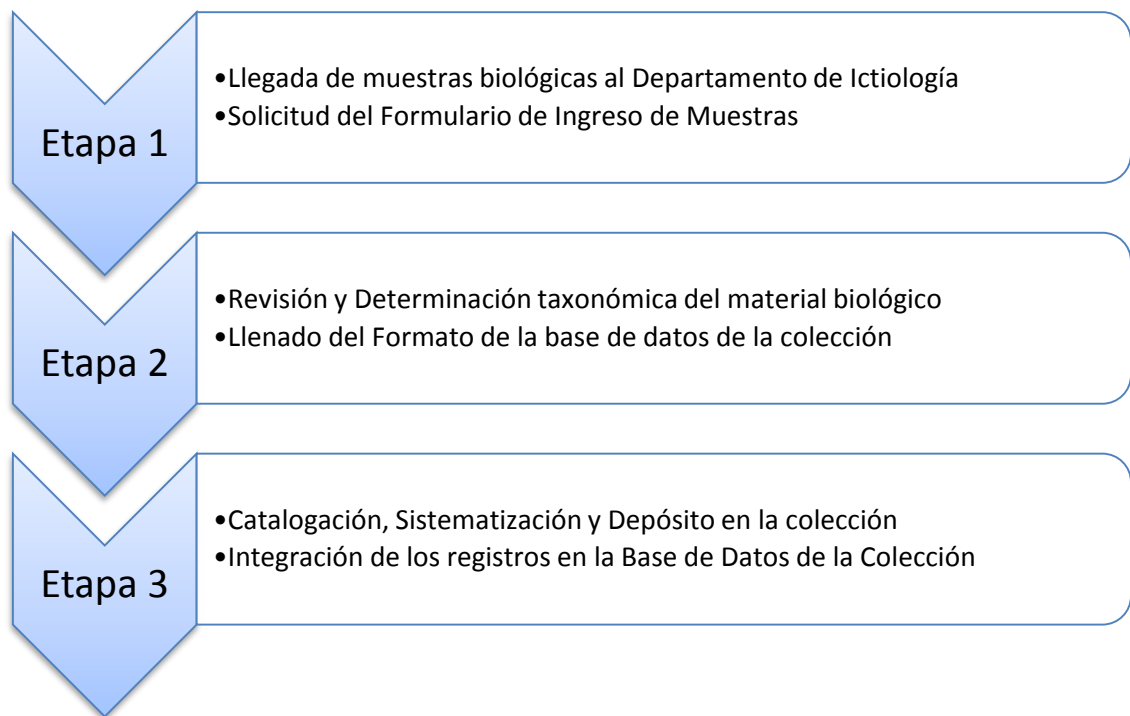 Etapa 1
•Llegada de muestras biológicas al Departamento de Ictiología
•Solicitud del Formulario de Ingreso de Muestras
Etapa 2
•Revisión y Determinación taxonómica del material biológico
•Llenado del Formato de la base de datos de la colección
Etapa 3
•Catalogación, Sistematización y Depósito en la colección
•Integración de los registros en la Base de Datos de la Colección